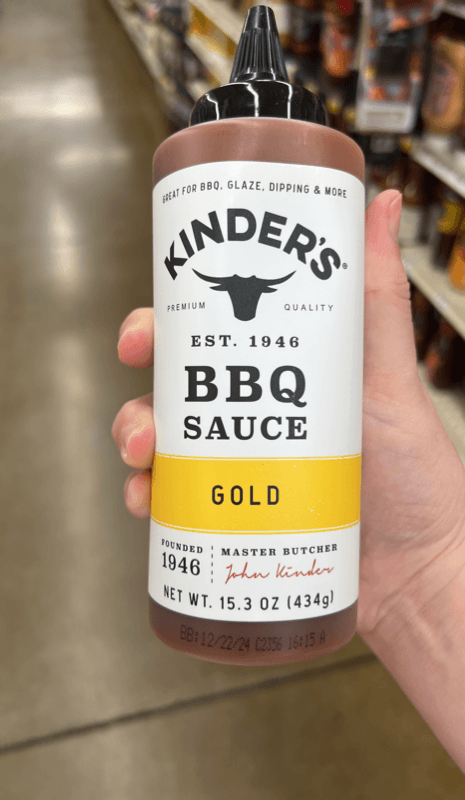 GREAT FOR BBQ, GLAZE, DIPPING & MORE
KINDER'S®
PREMIUM QUALITY
EST. 1946
BBQ
SAUCE
GOLD
FOUNDED
1946
MASTER BUTCHER
John Kinder
NET WT. 15.3 OZ (434g)
BB:12/22/24 C2356 16:15 A